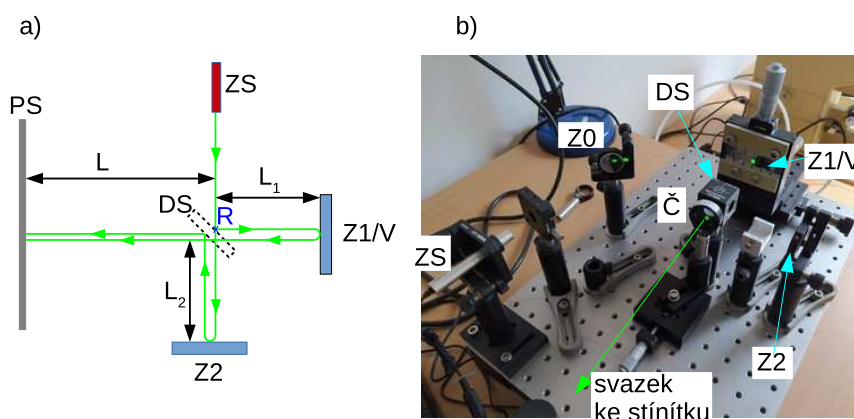 a)
b)
ZS
PS
L
L1
DS
R
Z1/V
L2
Z2
DS
Z0
Z1/V
Č
ZS
Z2
svazek
ke stínítku